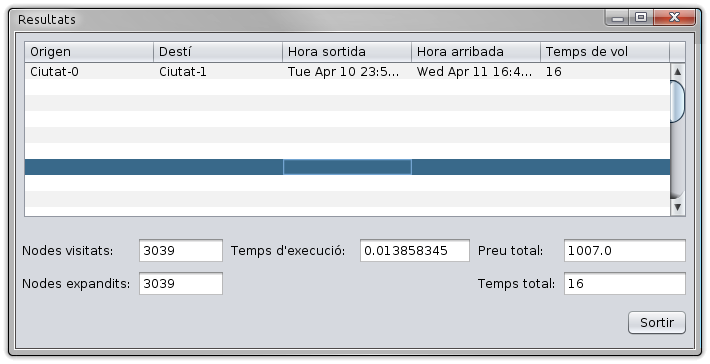 Resultats
Origen Destí Hora sortida Hora arribada Temps de vol
Ciutat-0 Ciutat-1 Tue Apr 10 23:5... Wed Apr 11 16:4... 16
Nodes visitats: 3039 Temps d'execució: 0.013858345 Preu total: 1007.0
Nodes expandits: 3039 Temps total: 16
Sortir